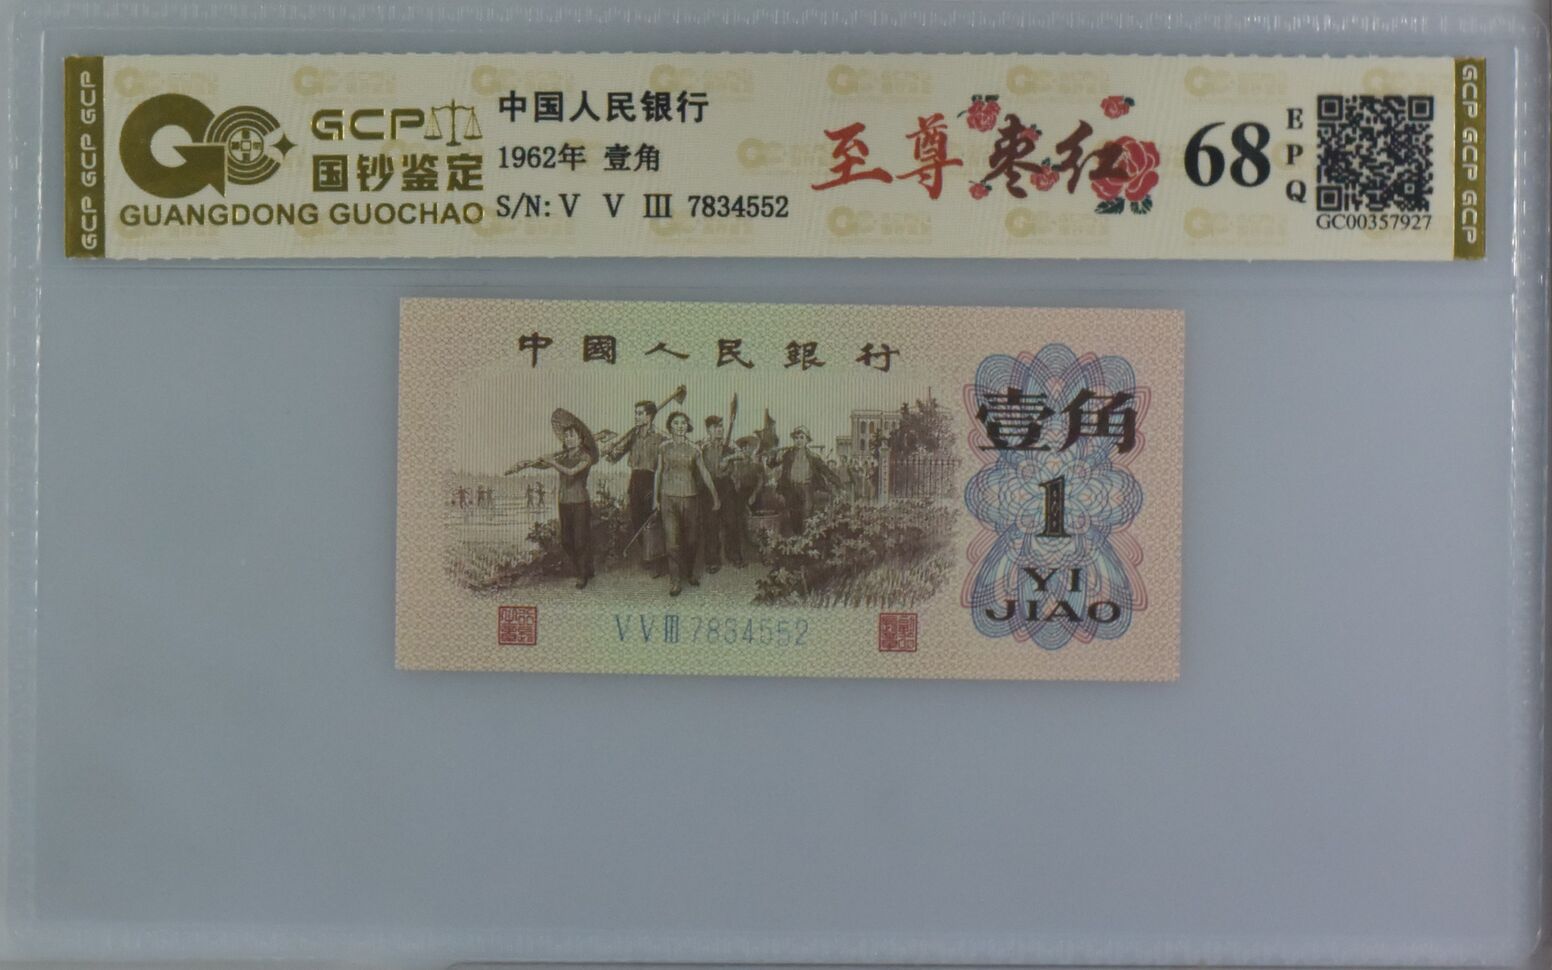 GCP GCP GCP
GCP
国钞鉴定
GUANGDONG GUOCHAO
中国人民银行
1962年 壹角
S/N: V V III 7834552
至尊枣红
68
E
P
Q
GC00357927
GCP GCP GCP
中國人民銀行
壹角
1
YI
JIAO
V V III 7834552